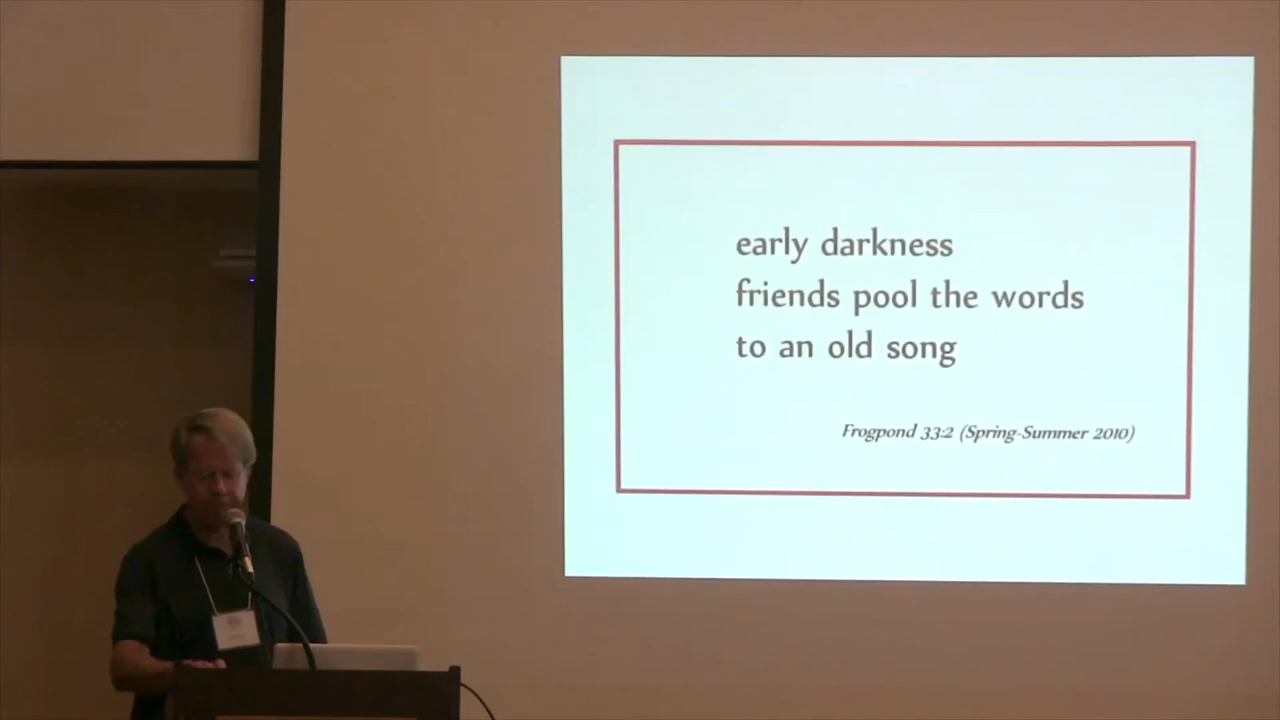 early darkness
friends pool the words
to an old song
Frogpond 33:2 (Spring-Summer 2010)